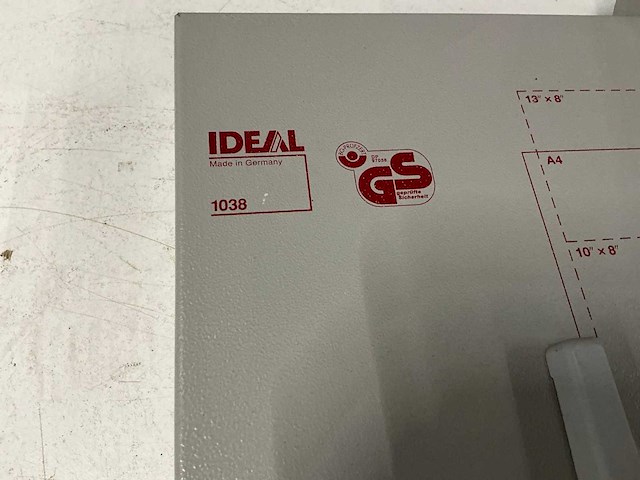 IDEAL
Made in Germany
1038
GS
geprüfte
Sicherheit
13" x 8"
A4
10" x 8"